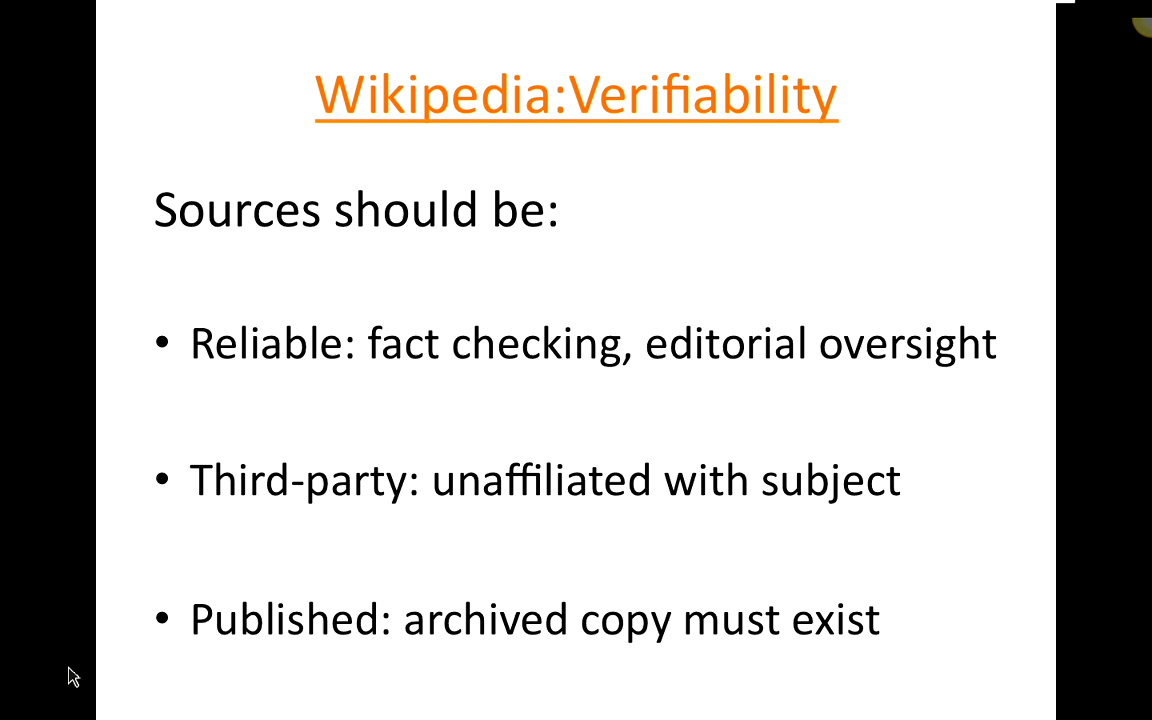 Wikipedia:Verifiability
Sources should be:
• Reliable: fact checking, editorial oversight
• Third-party: unaffiliated with subject
• Published: archived copy must exist